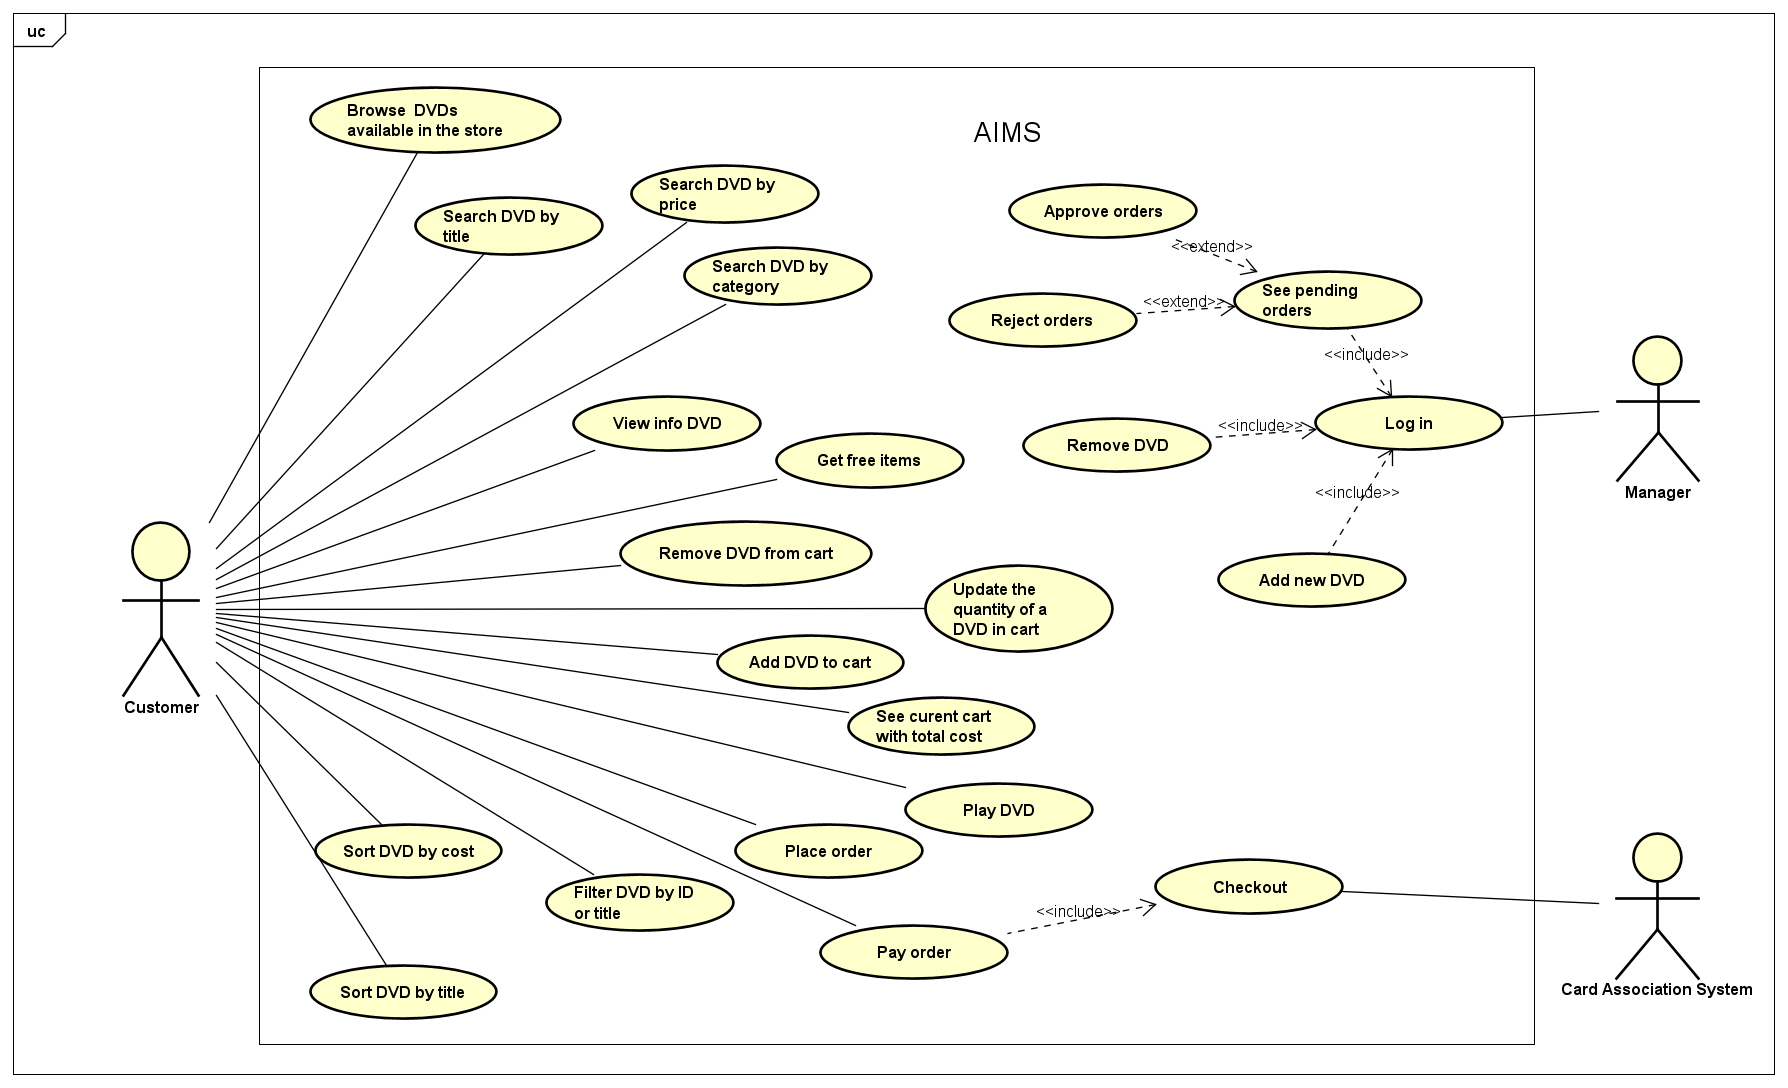 uc
AIMS
Browse  DVDs
available in the store
Search DVD by
price
Search DVD by
title
Search DVD by
category
Approve orders
<<extend>>
See pending
orders
Reject orders
<<extend>>
<<include>>
View info DVD
Log in
Remove DVD
<<include>>
Get free items
Manager
<<include>>
Remove DVD from cart
Add new DVD
Update the
quantity of a
DVD in cart
Add DVD to cart
Customer
See curent cart
with total cost
Play DVD
Sort DVD by cost
Place order
Checkout
Filter DVD by ID
or title
<<include>>
Pay order
Card Association System
Sort DVD by title